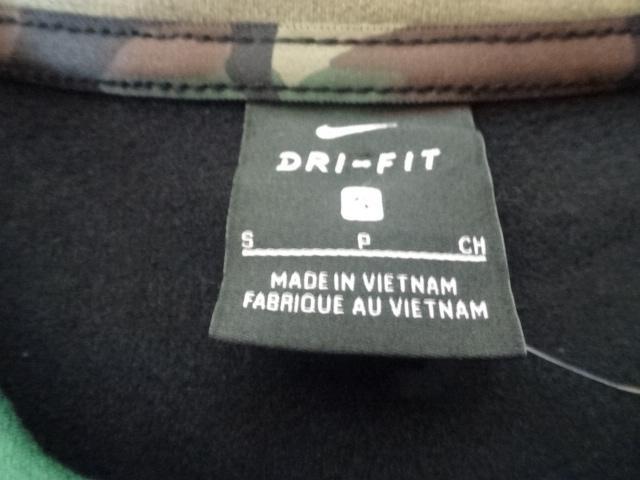 DRI-FIT
S P CH
MADE IN VIETNAM
FABRIQUE AU VIETNAM